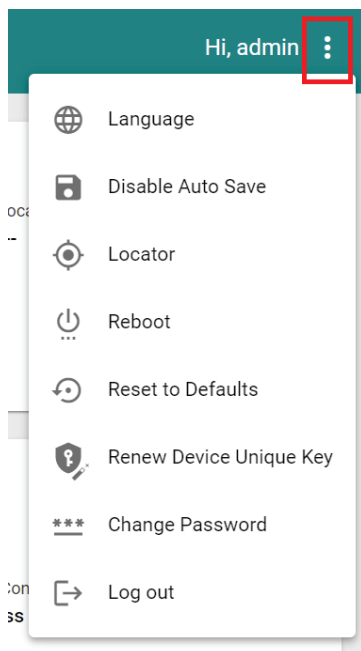 Hi, admin
Language
Disable Auto Save
Locator
Reboot
Reset to Defaults
Renew Device Unique Key
Change Password
Log out